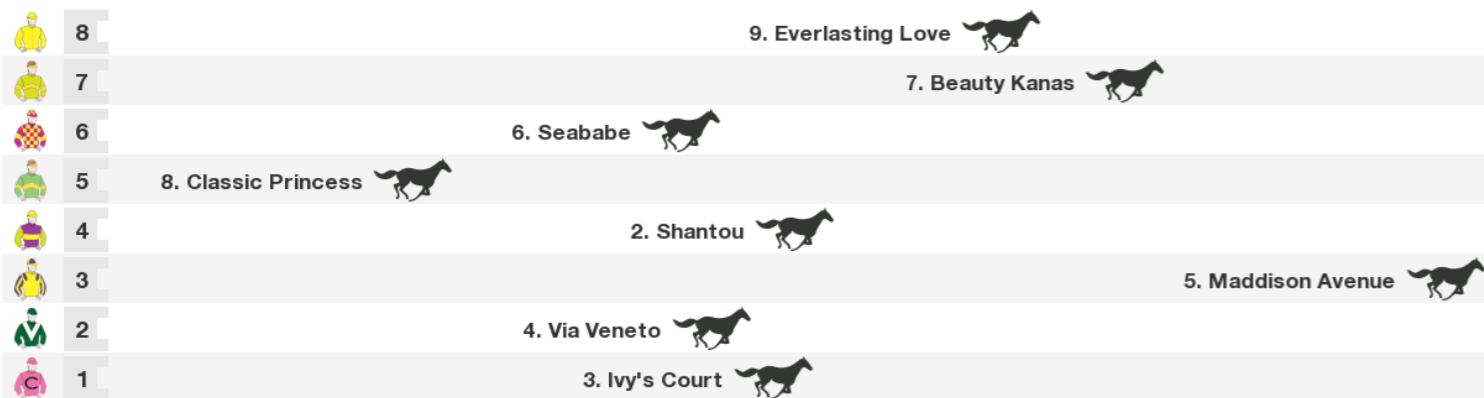 8 9. Everlasting Love
7 7. Beauty Kanas
6 6. Seababe
5 8. Classic Princess
4 2. Shantou
3 5. Maddison Avenue
2 4. Via Veneto
C 1 3. Ivy's Court